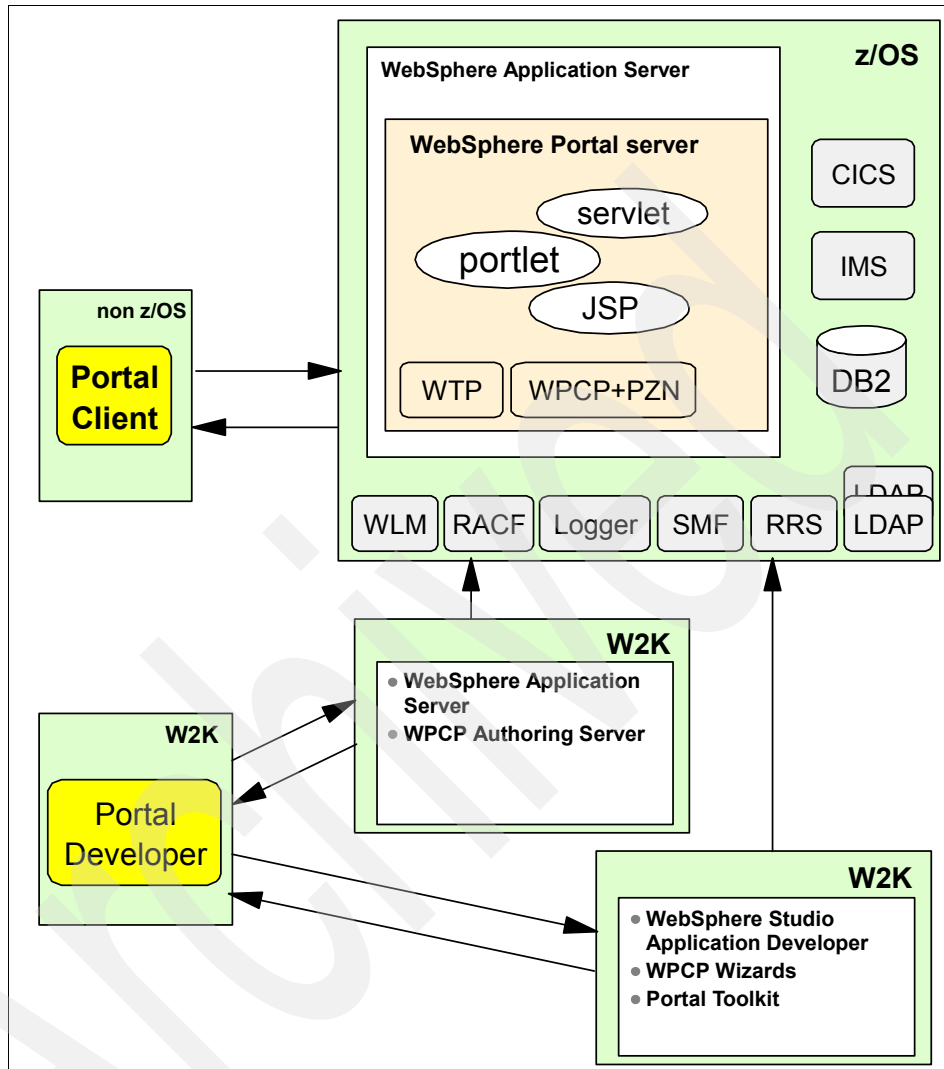 z/OS
WebSphere Application Server
WebSphere Portal server
servlet
portlet
JSP
WTP
WPCP+PZN
CICS
IMS
DB2
non z/OS
Portal
Client
LDAP
WLM
RACF
Logger
SMF
RRS
LDAP
W2K
• WebSphere Application
Server
• WPCP Authoring Server
W2K
Portal
Developer
W2K
• WebSphere Studio
Application Developer
• WPCP Wizards
• Portal Toolkit
Archived